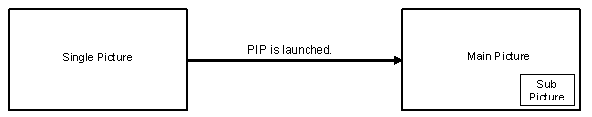 Single Picture
PIP is launched.
Main Picture
Sub
Picture